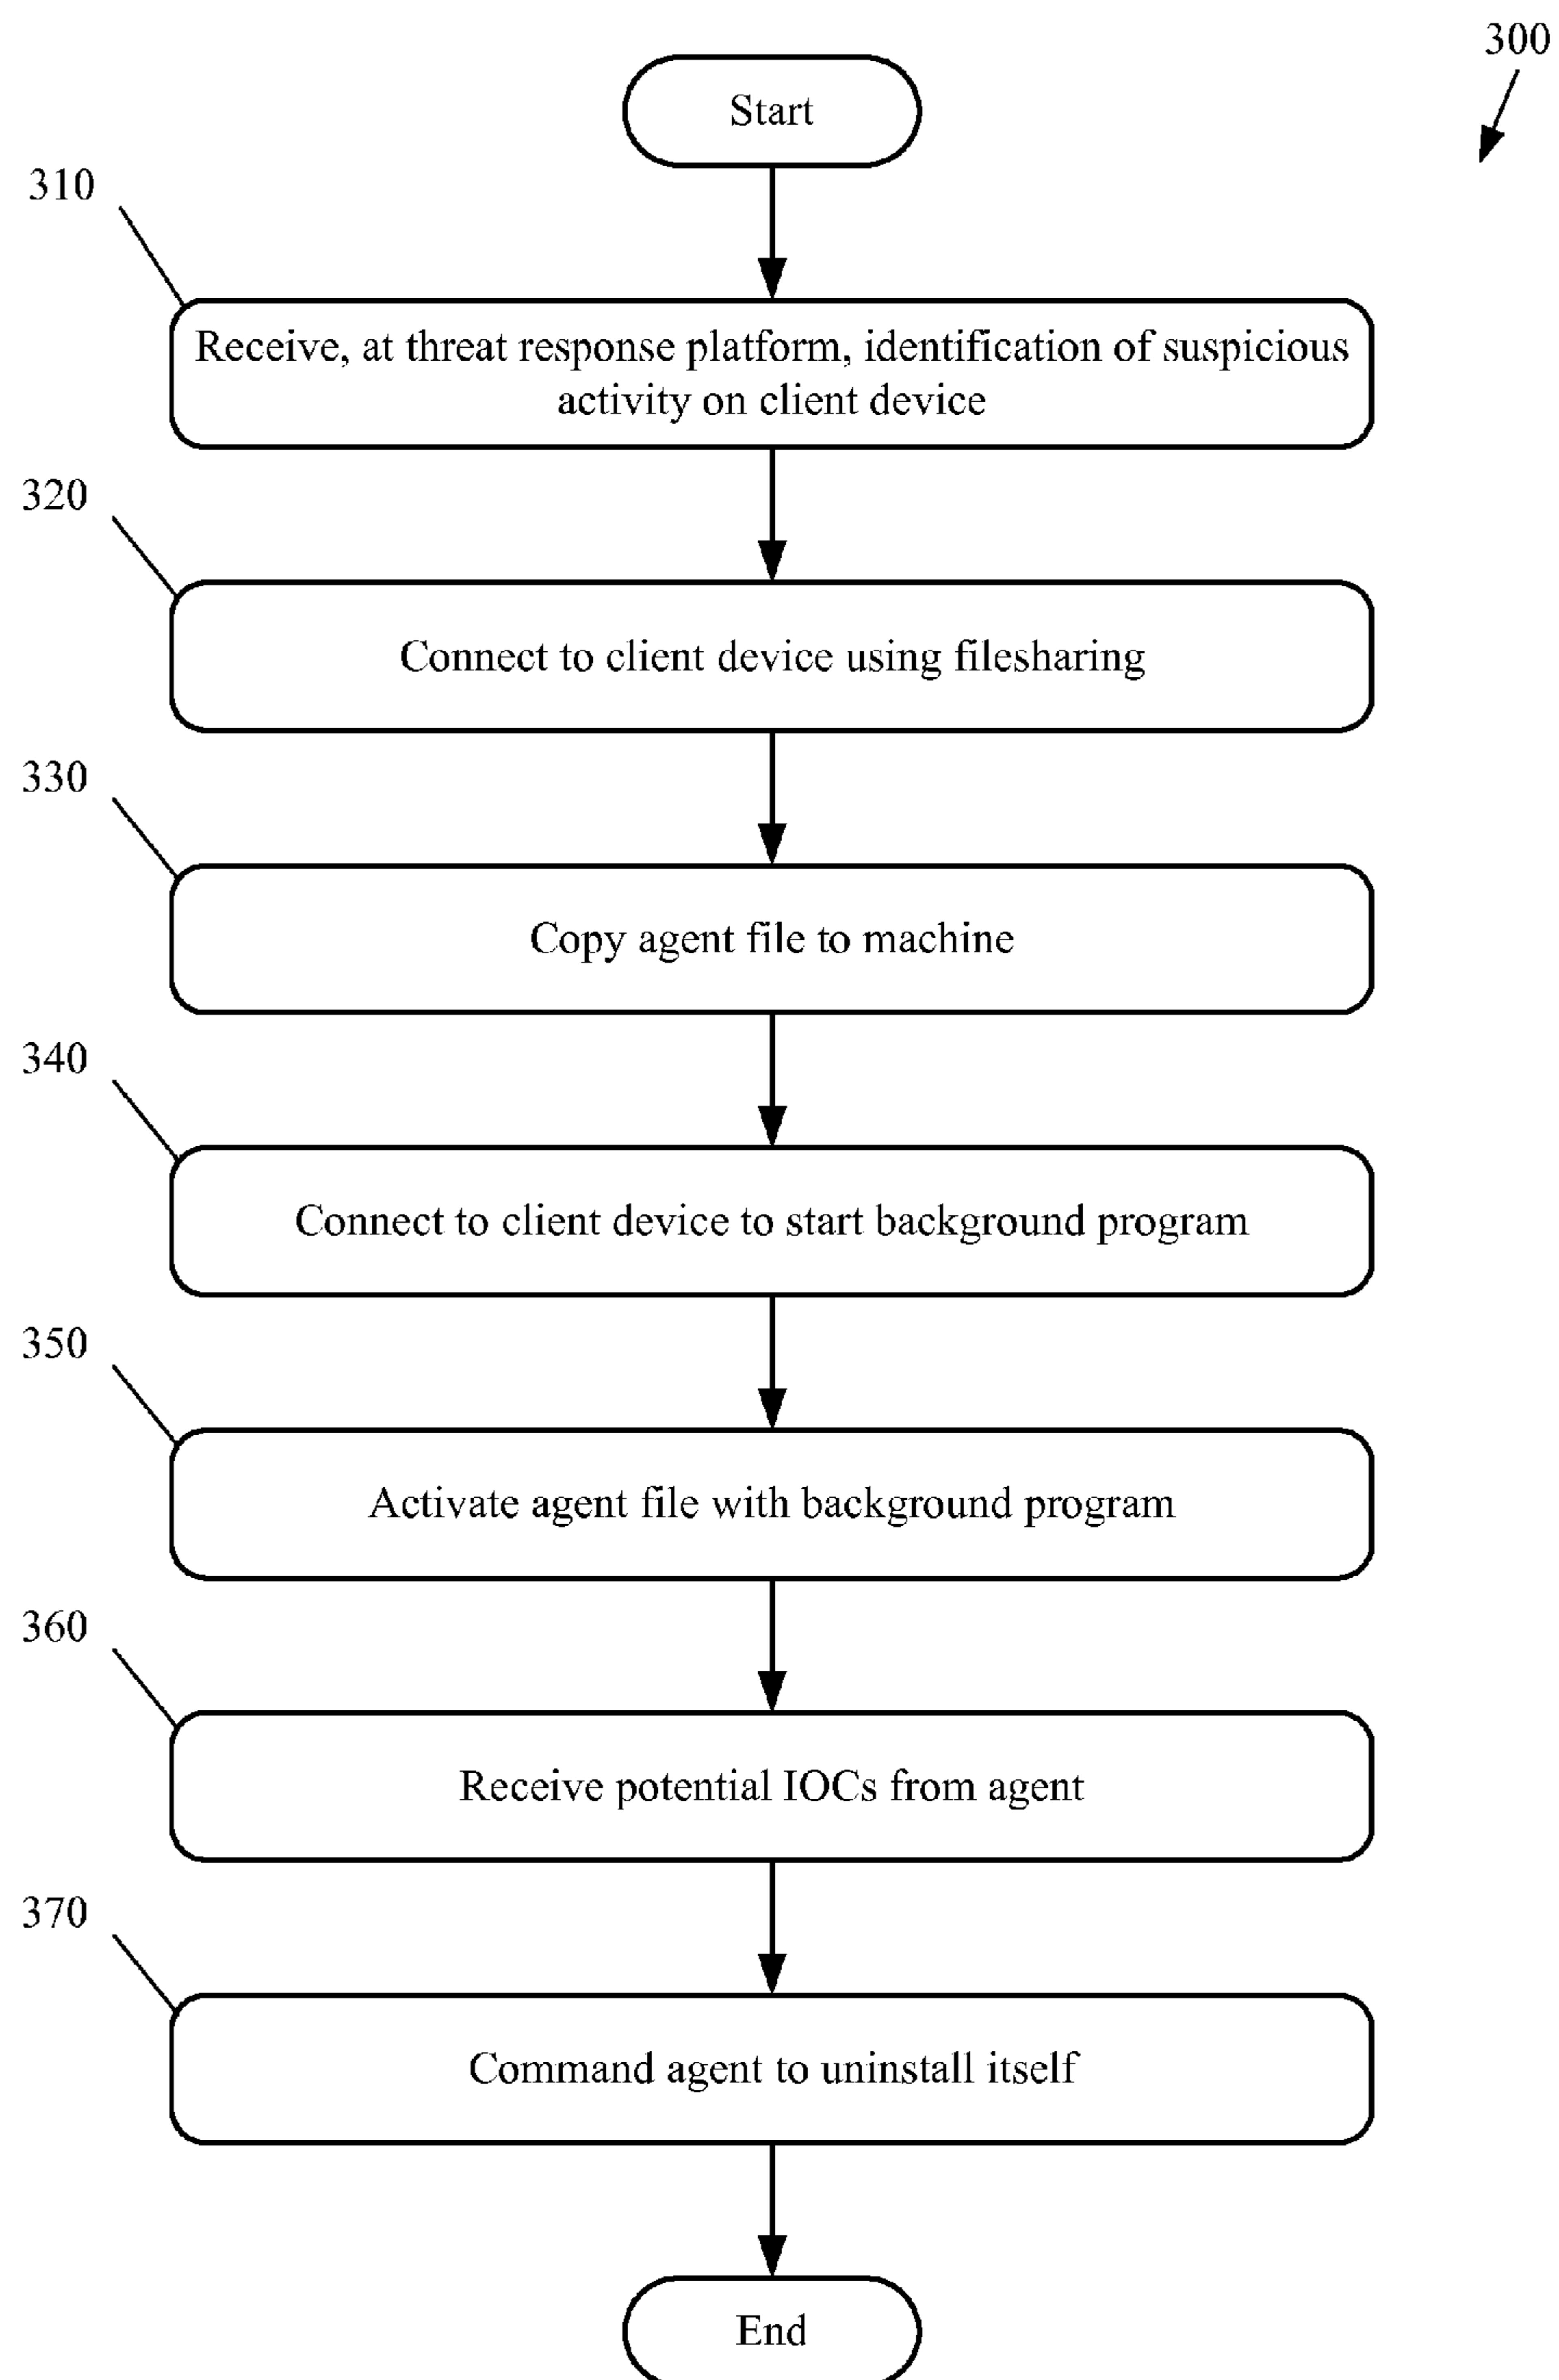 300
Start
310
Receive, at threat response platform, identification of suspicious
activity on client device
320
Connect to client device using filesharing
330
Copy agent file to machine
340
Connect to client device to start background program
350
Activate agent file with background program
360
Receive potential IOCs from agent
370
Command agent to uninstall itself
End